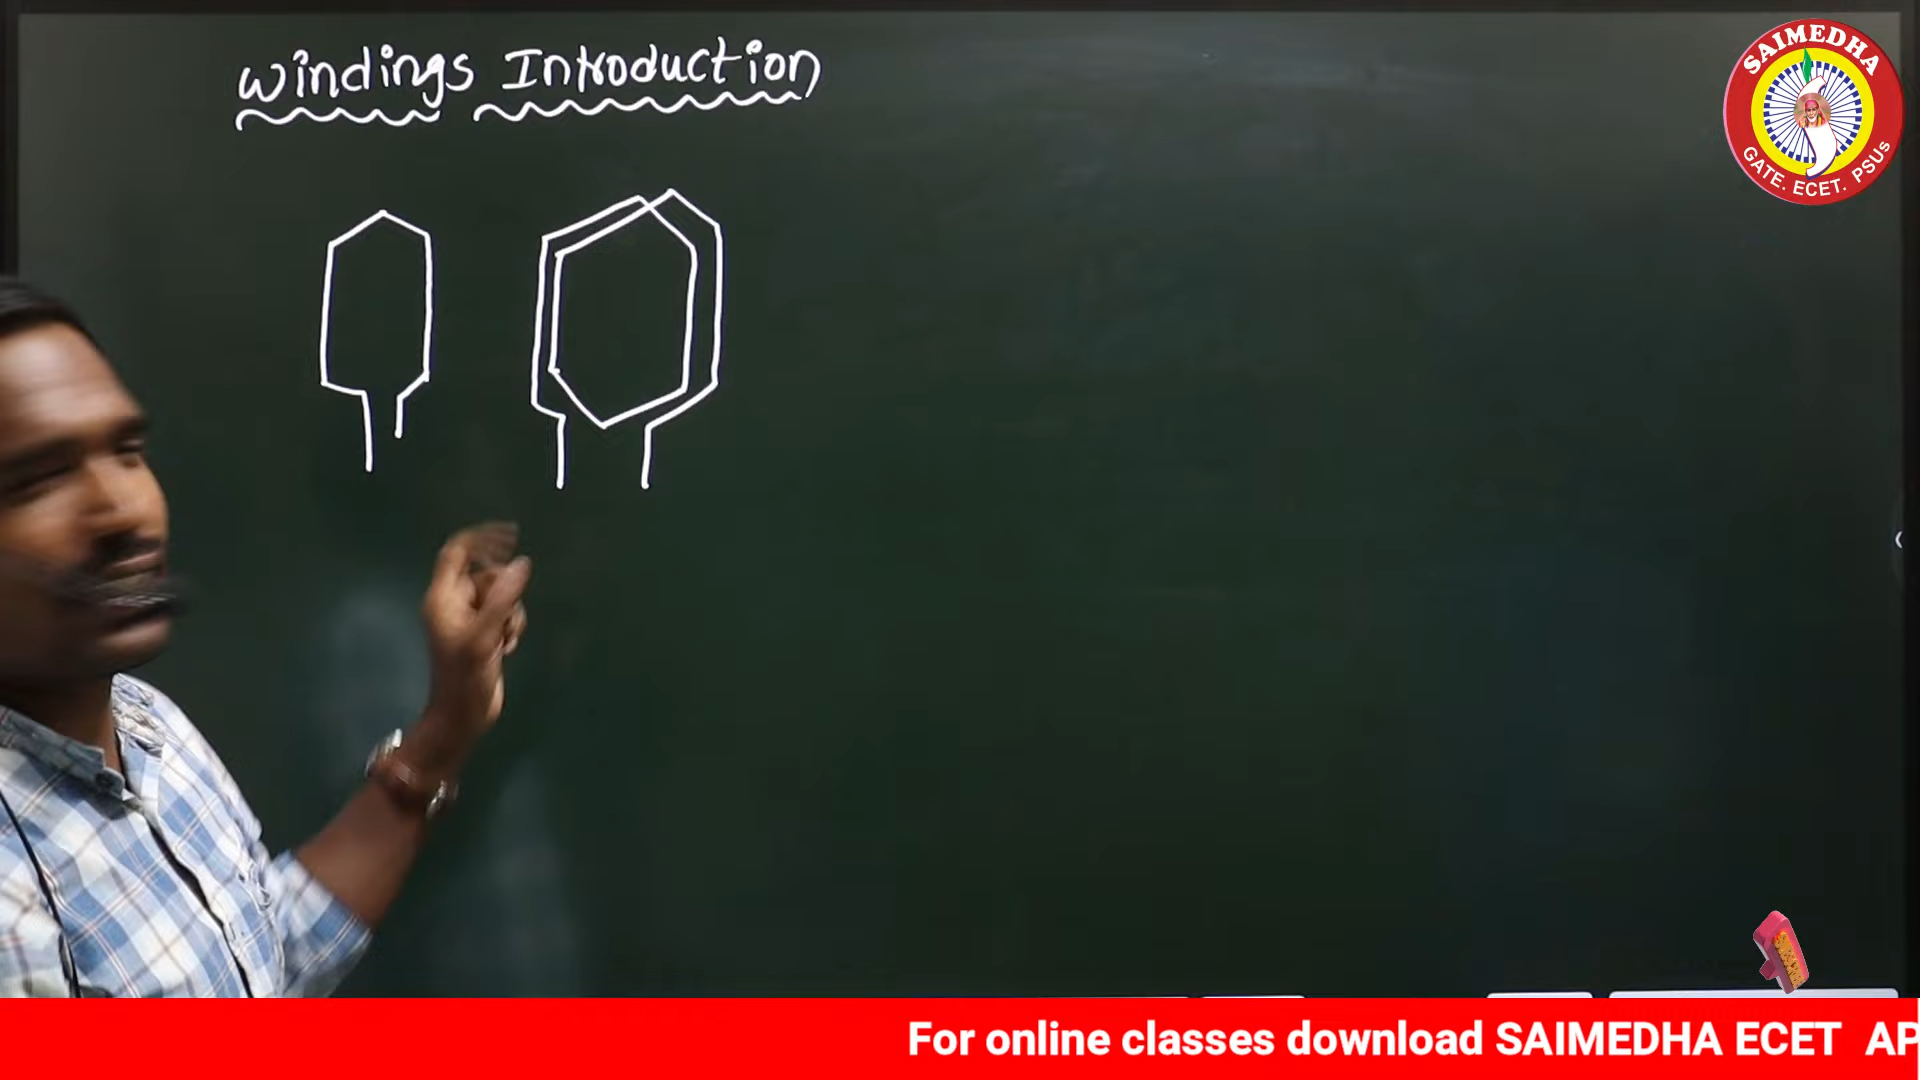 Windings Introduction
SAIMEDHA
GATE. ECET. PSUs
For online classes download SAIMEDHA ECET AP